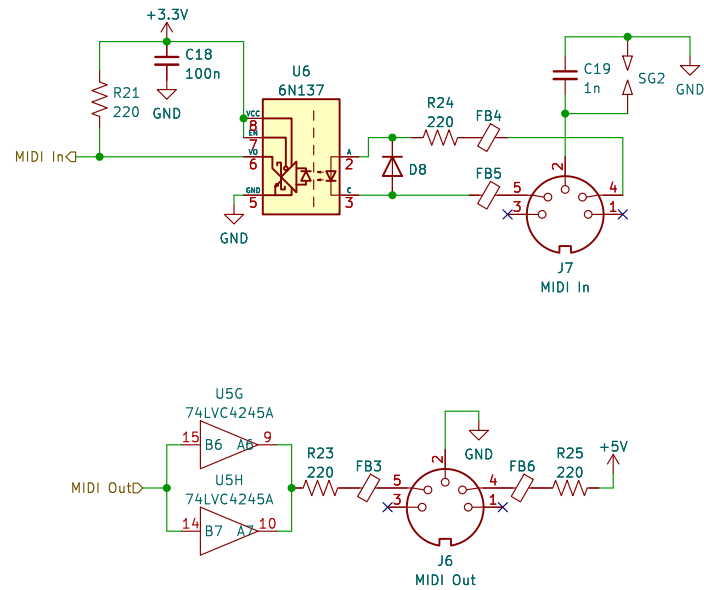 +3.3V
C18
100n
GND
R21
220
MIDI In
U6
6N137
VCC
8
EN
7
VO
6
GND
5
A
2
C
3
GND
D8
R24
220
FB4
FB5
C19
1n
SG2
GND
2
5
4
3
1
J7
MIDI In
U5G
74LVC4245A
15
B6
A6
9
U5H
74LVC4245A
14
B7
A7
10
MIDI Out
R23
220
FB3
GND
2
5
4
3
1
J6
MIDI Out
FB6
R25
220
+5V